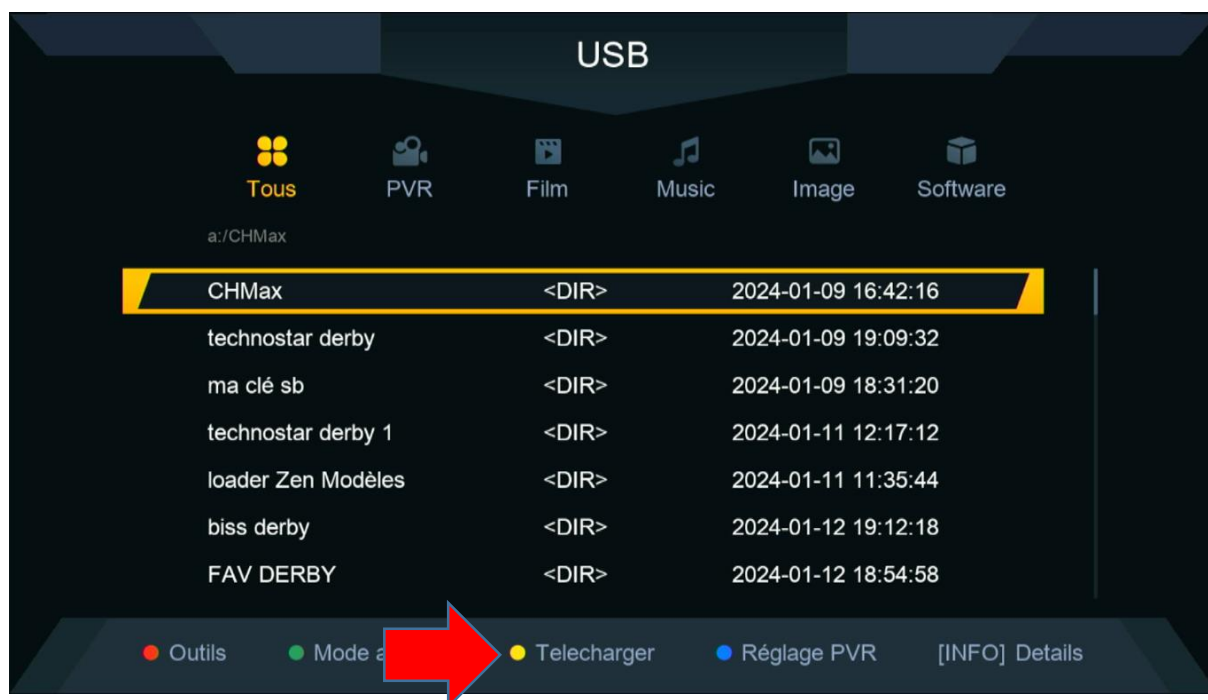 USB
Tous PVR Film Music Image Software
a:/CHMax
CHMax <DIR> 2024-01-09 16:42:16
technostar derby <DIR> 2024-01-09 19:09:32
ma clé sb <DIR> 2024-01-09 18:31:20
technostar derby 1 <DIR> 2024-01-11 12:17:12
loader Zen Modèles <DIR> 2024-01-11 11:35:44
biss derby <DIR> 2024-01-12 19:12:18
FAV DERBY <DIR> 2024-01-12 18:54:58
Outils Mode Telecharger Réglage PVR [INFO] Details